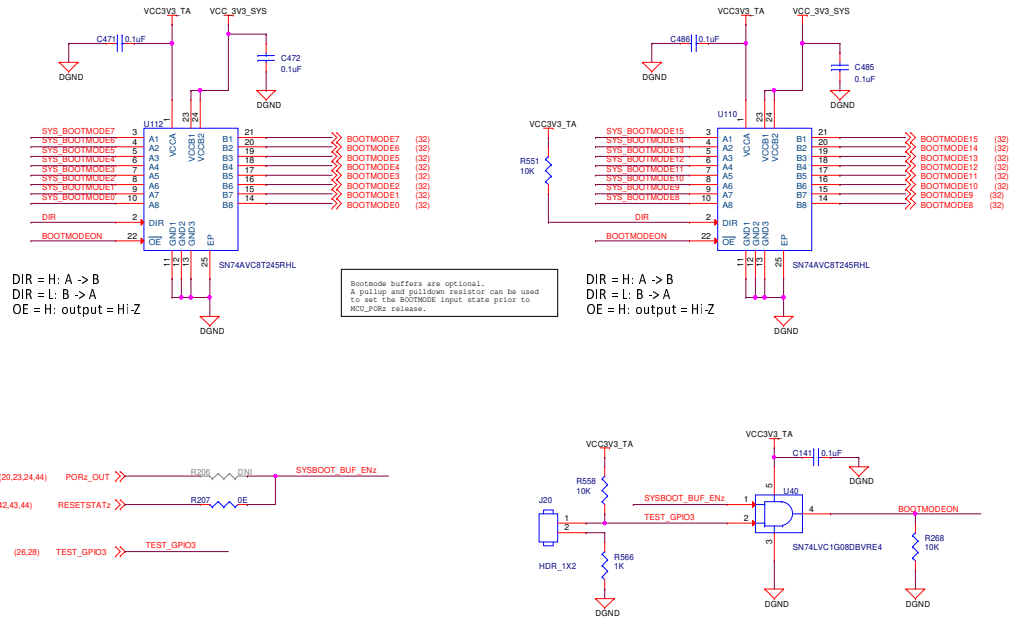 VCC3V3_TA
VCC_3V3_SYS
C471
0.1uF
C472
0.1uF
DGND
DGND
U112
1
23
24
VCCA
VCCB1
VCCB2
SYS_BOOTMODE7 3 A1 B1 21 BOOTMODE7 (32)
SYS_BOOTMODE6 4 A2 B2 20 BOOTMODE6 (32)
SYS_BOOTMODE5 5 A3 B3 19 BOOTMODE5 (32)
SYS_BOOTMODE4 6 A4 B4 18 BOOTMODE4 (32)
SYS_BOOTMODE3 7 A5 B5 17 BOOTMODE3 (32)
SYS_BOOTMODE2 8 A6 B6 16 BOOTMODE2 (32)
SYS_BOOTMODE1 9 A7 B7 15 BOOTMODE1 (32)
SYS_BOOTMODE0 10 A8 B8 14 BOOTMODE0 (32)
DIR 2 DIR
BOOTMODEON 22 OE
GND1
GND2
GND3
EP
11
12
13
25
SN74AVC8T245RHL
DGND
DIR = H: A -> B
DIR = L: B -> A
OE = H: output = Hi-Z
Bootmode buffers are optional.
A pullup and pulldown resistor can be used
to set the BOOTMODE input state prior to
MCU_PORz release.
VCC3V3_TA
VCC_3V3_SYS
C486
0.1uF
C485
0.1uF
DGND
DGND
VCC3V3_TA
R551
10K
U110
1
23
24
VCCA
VCCB1
VCCB2
SYS_BOOTMODE15 3 A1 B1 21 BOOTMODE15 (32)
SYS_BOOTMODE14 4 A2 B2 20 BOOTMODE14 (32)
SYS_BOOTMODE13 5 A3 B3 19 BOOTMODE13 (32)
SYS_BOOTMODE12 6 A4 B4 18 BOOTMODE12 (32)
SYS_BOOTMODE11 7 A5 B5 17 BOOTMODE11 (32)
SYS_BOOTMODE10 8 A6 B6 16 BOOTMODE10 (32)
SYS_BOOTMODE9 9 A7 B7 15 BOOTMODE9 (32)
SYS_BOOTMODE8 10 A8 B8 14 BOOTMODE8 (32)
DIR 2 DIR
BOOTMODEON 22 OE
GND1
GND2
GND3
EP
11
12
13
25
SN74AVC8T245RHL
DGND
DIR = H: A -> B
DIR = L: B -> A
OE = H: output = Hi-Z
(20,23,24,44) PORz_OUT R206 DNI SYSBOOT_BUF_ENz
42,43,44) RESETSTATz R207 0E
(26,28) TEST_GPIO3 TEST_GPIO3
VCC3V3_TA
R558
10K
J20
1
2
HDR_1X2
R566
1K
DGND
SYSBOOT_BUF_ENz 1
TEST_GPIO3 2
VCC3V3_TA
C141
0.1uF
DGND
5
U40
4
BOOTMODEON
3
SN74LVC1G08DBVRE4
DGND
R268
10K
DGND